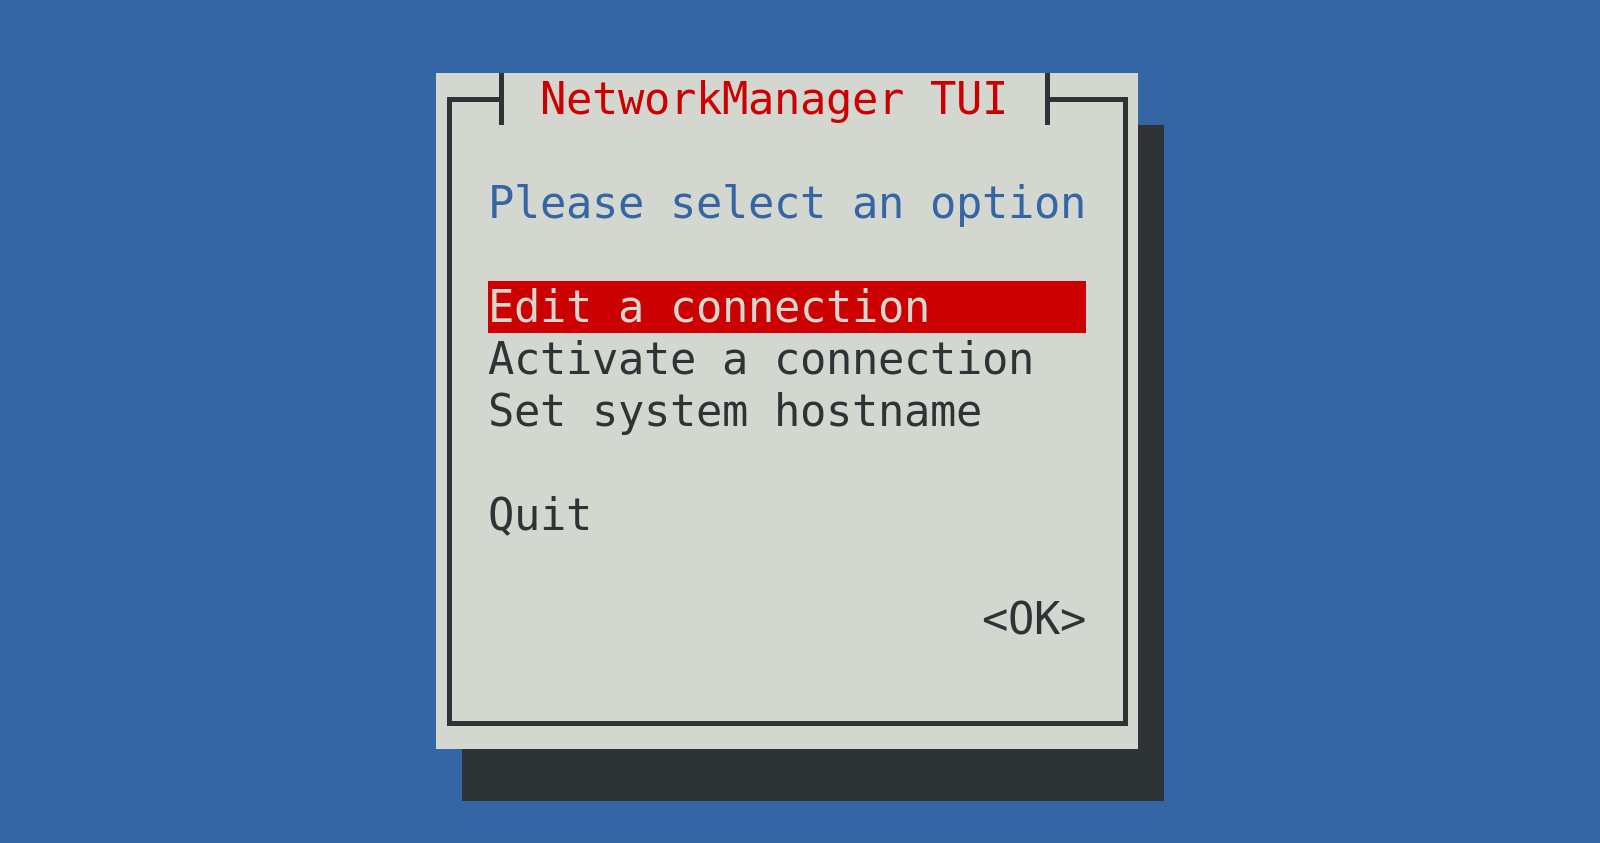 NetworkManager TUI
Please select an option
Edit a connection
Activate a connection
Set system hostname
Quit
<OK>